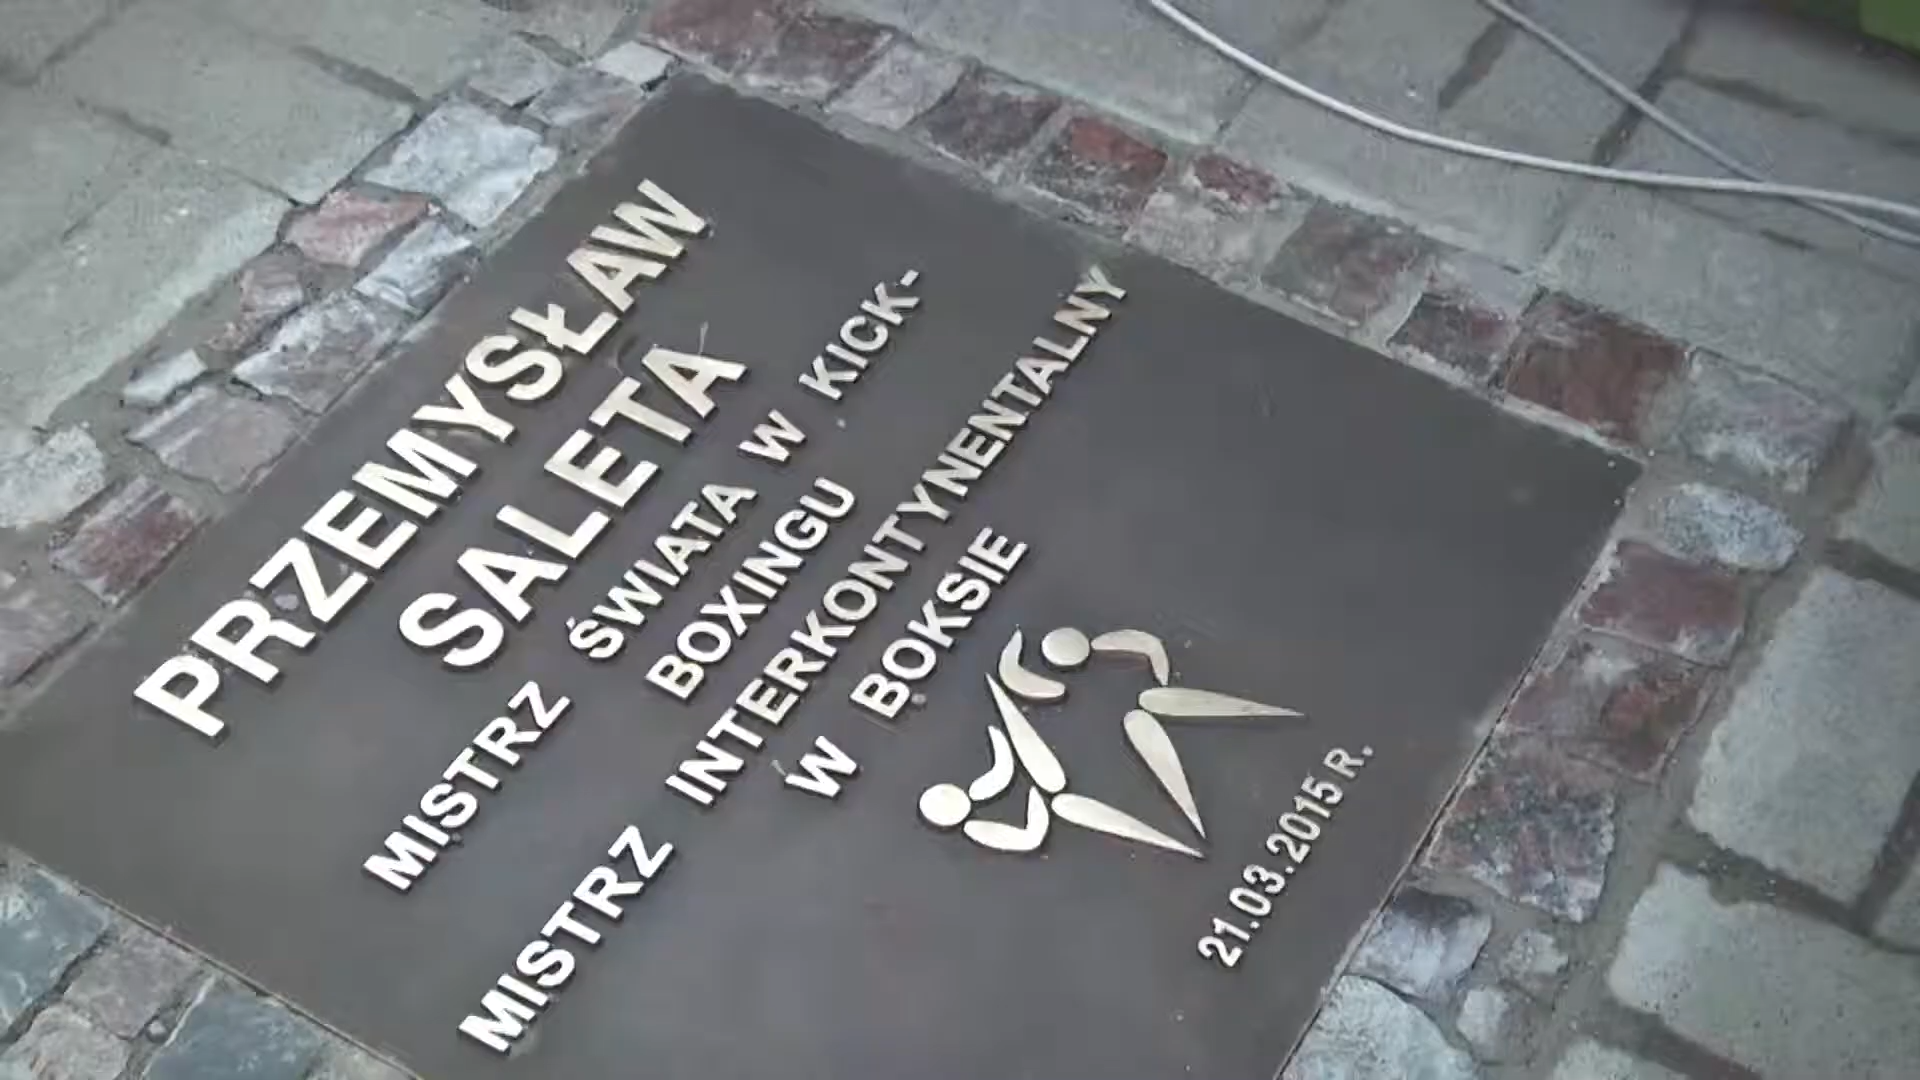 PRZEMYSŁAW
SALETA
MISTRZ ŚWIATA W KICK-
BOXINGU
MISTRZ INTERKONTYNENTALNY
W BOKSIE
21.03.2015 R.